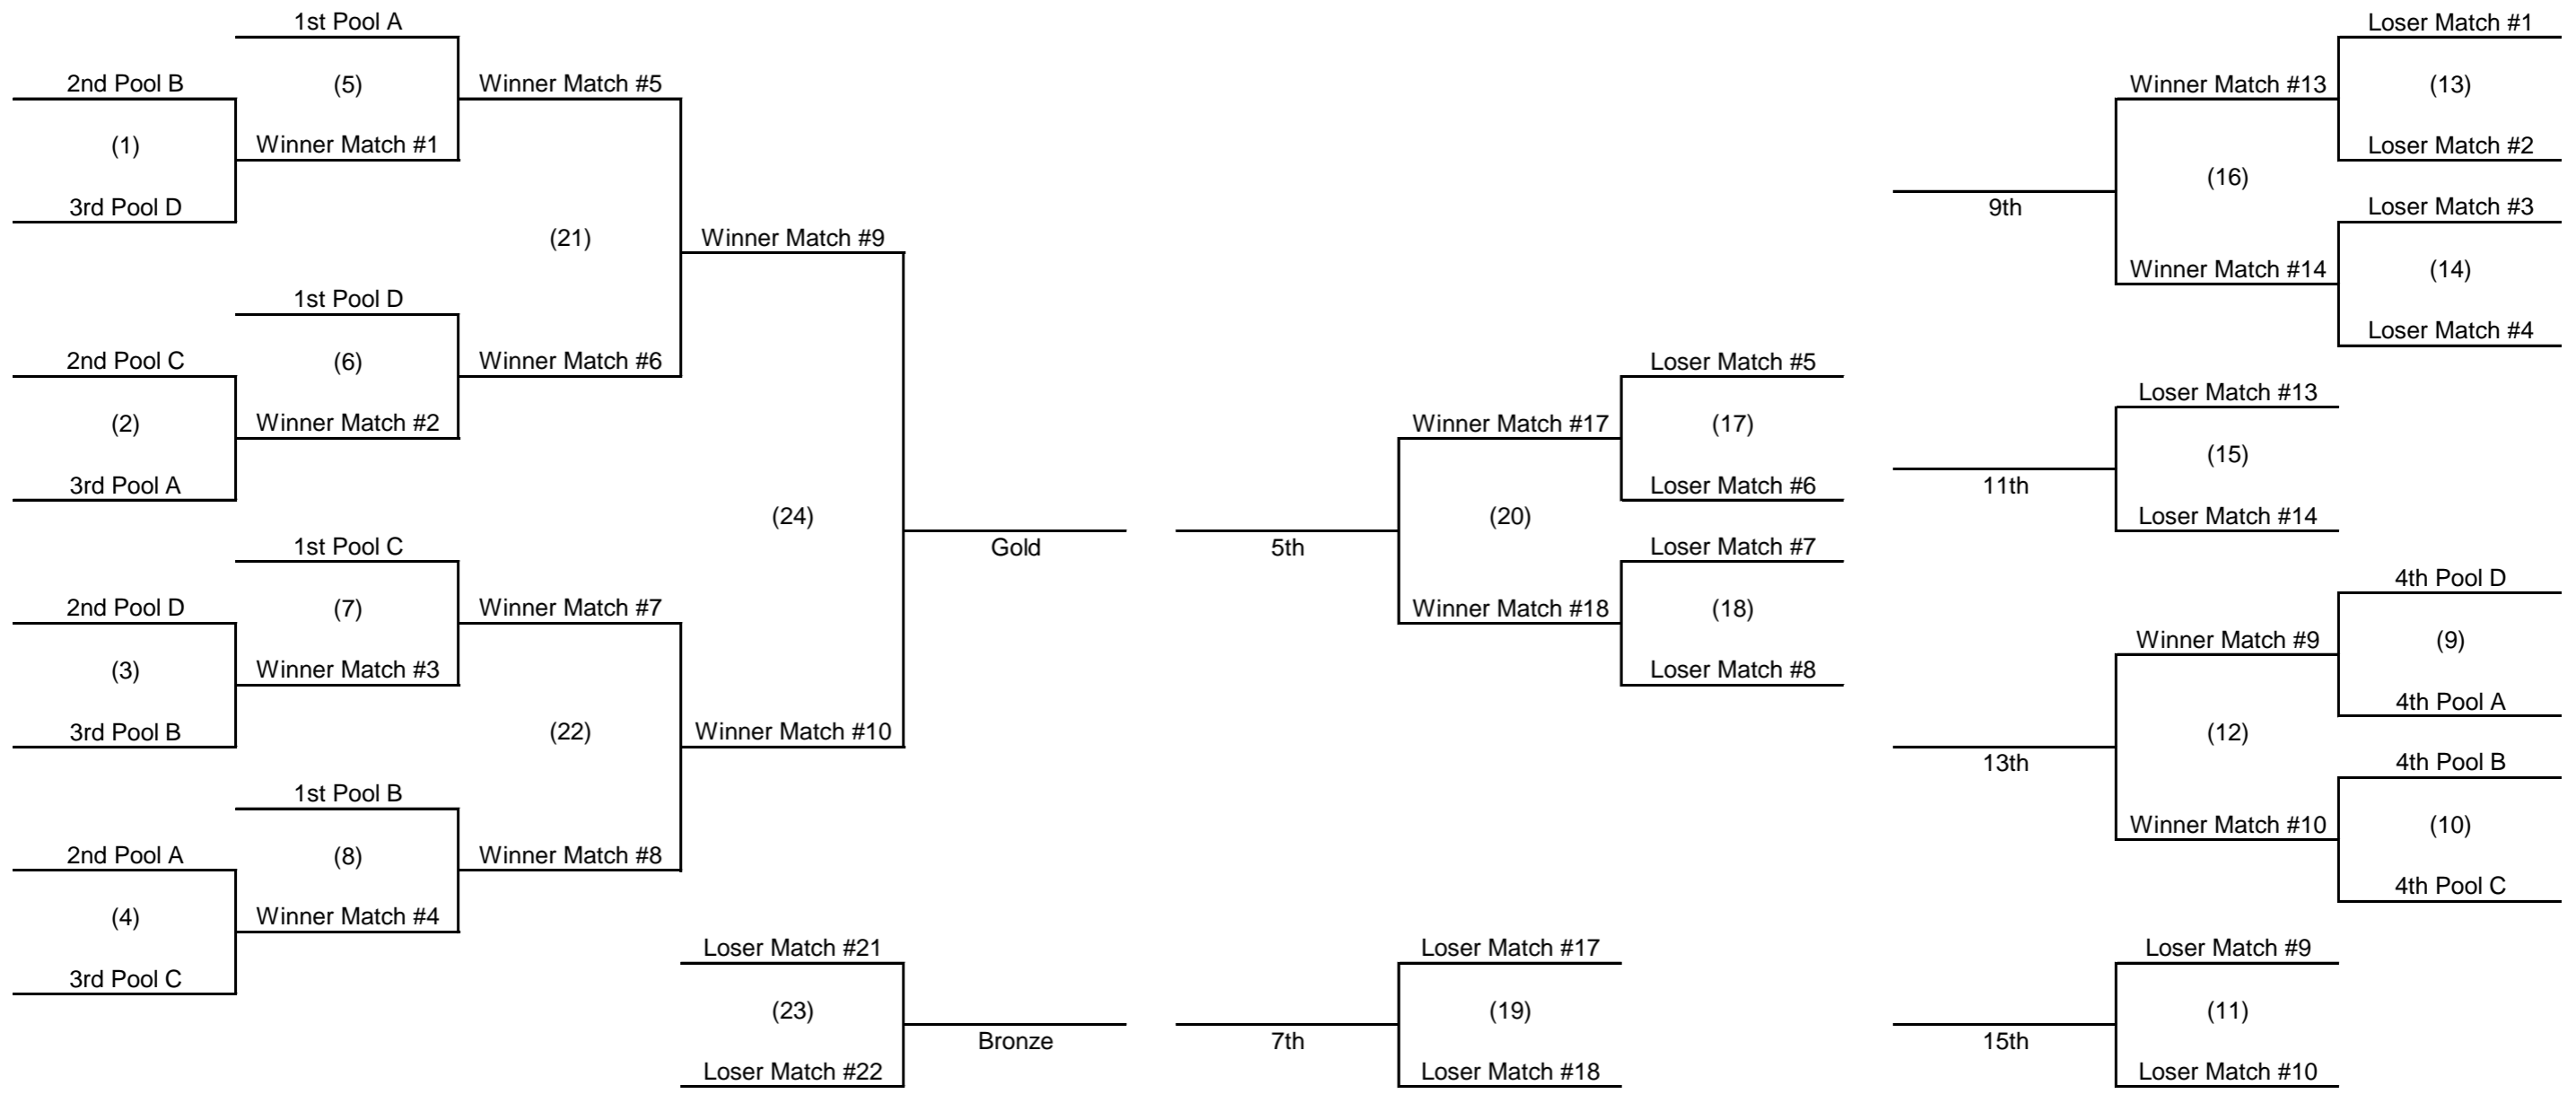 1st Pool A
2nd Pool B
(5)
Winner Match #5
(1)
Winner Match #1
3rd Pool D
(21)
Winner Match #9
1st Pool D
2nd Pool C
(6)
Winner Match #6
(2)
Winner Match #2
3rd Pool A
(24)
Gold
1st Pool C
2nd Pool D
(7)
Winner Match #7
(3)
Winner Match #3
3rd Pool B
(22)
Winner Match #10
1st Pool B
2nd Pool A
(8)
Winner Match #8
(4)
Winner Match #4
3rd Pool C
Loser Match #21
(23)
Bronze
Loser Match #22
Loser Match #5
Winner Match #17
(17)
Loser Match #6
(20)
5th
Loser Match #7
Winner Match #18
(18)
Loser Match #8
Loser Match #17
(19)
7th
Loser Match #18
Loser Match #1
Winner Match #13
(13)
Loser Match #2
(16)
9th
Loser Match #3
Winner Match #14
(14)
Loser Match #4
Loser Match #13
(15)
11th
Loser Match #14
4th Pool D
Winner Match #9
(9)
4th Pool A
(12)
13th
4th Pool B
Winner Match #10
(10)
4th Pool C
Loser Match #9
(11)
15th
Loser Match #10